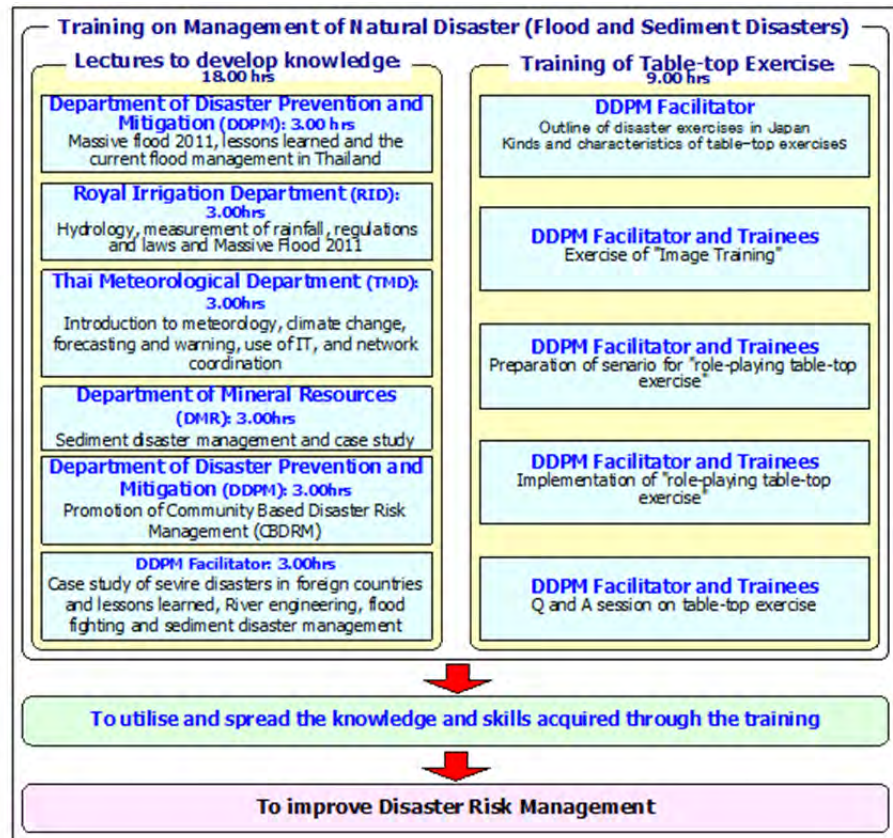 Training on Management of Natural Disaster (Flood and Sediment Disasters)
Lectures to develop knowledge:
18.00 hrs
Department of Disaster Prevention and
Mitigation (DDPM): 3.00 hrs
Massive flood 2011, lessons learned and the
current flood management in Thailand
Royal Irrigation Department (RID):
3.00hrs
Hydrology, measurement of rainfall, regulations
and laws and Massive Flood 2011
Thai Meteorological Department (TMD):
3.00hrs
Introduction to meteorology, climate change,
forecasting and warning, use of IT, and network
coordination
Department of Mineral Resources
(DMR): 3.00hrs
Sediment disaster management and case study
Department of Disaster Prevention and
Mitigation (DDPM): 3.00hrs
Promotion of Community Based Disaster Risk
Management (CBDRM)
DDPM Facilitator: 3.00hrs
Case study of sevire disasters in foreign countries
and lessons learned, River engineering, flood
fighting and sediment disaster management
Training of Table-top Exercise:
9.00 hrs
DDPM Facilitator
Outline of disaster exercises in Japan
Kinds and characteristics of table-top exercises
DDPM Facilitator and Trainees
Exercise of "Image Training"
DDPM Facilitator and Trainees
Preparation of senario for "role-playing table-top
exercise"
DDPM Facilitator and Trainees
Implementation of "role-playing table-top
exercise"
DDPM Facilitator and Trainees
Q and A session on table-top exercise
To utilise and spread the knowledge and skills acquired through the training
To improve Disaster Risk Management